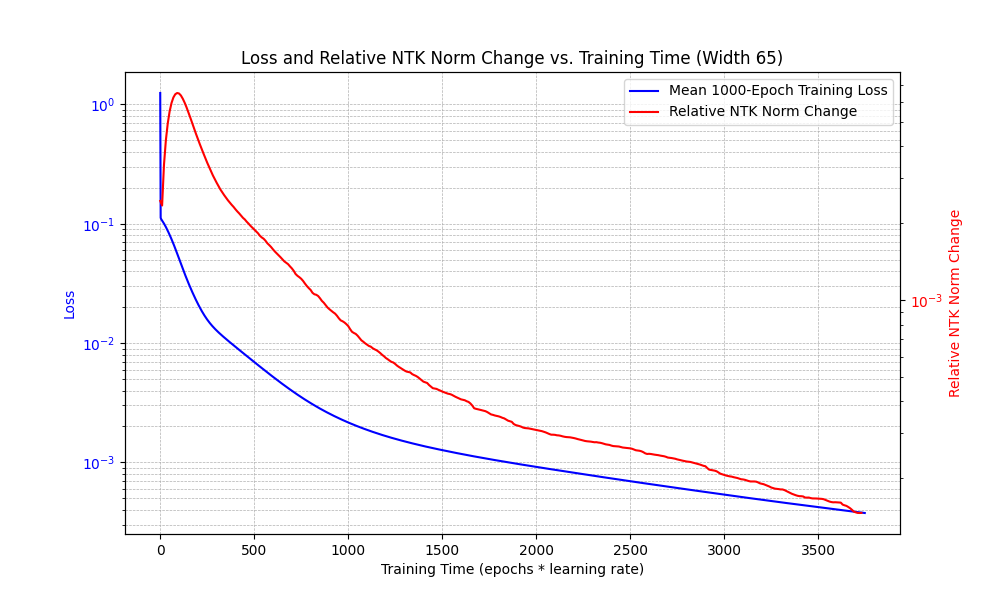 Loss and Relative NTK Norm Change vs. Training Time (Width 65)
Mean 1000-Epoch Training Loss
Relative NTK Norm Change
10^0
10^-1
10^-2
10^-3
Loss
10^-3
Relative NTK Norm Change
0 500 1000 1500 2000 2500 3000 3500
Training Time (epochs * learning rate)